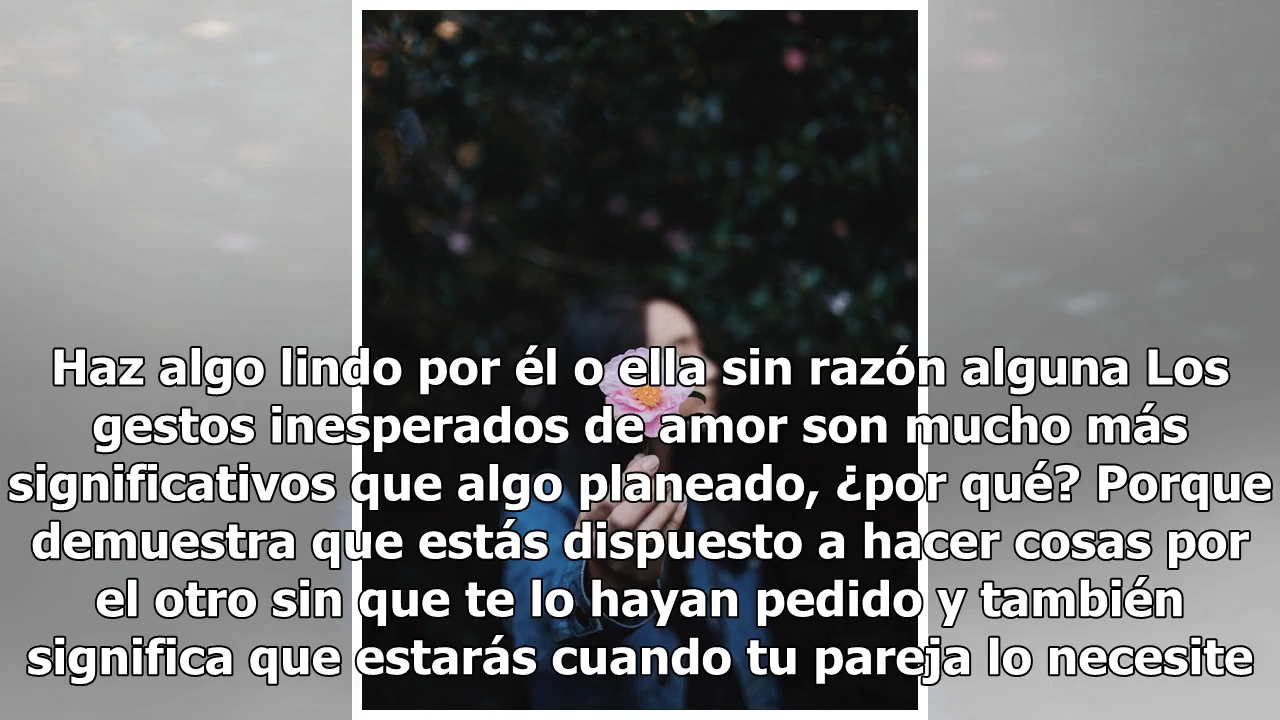 Haz algo lindo por él o ella sin razón alguna Los
gestos inesperados de amor son mucho más
significativos que algo planeado, ¿por qué? Porque
demuestra que estás dispuesto a hacer cosas por
el otro sin que te lo hayan pedido y también
significa que estarás cuando tu pareja lo necesite